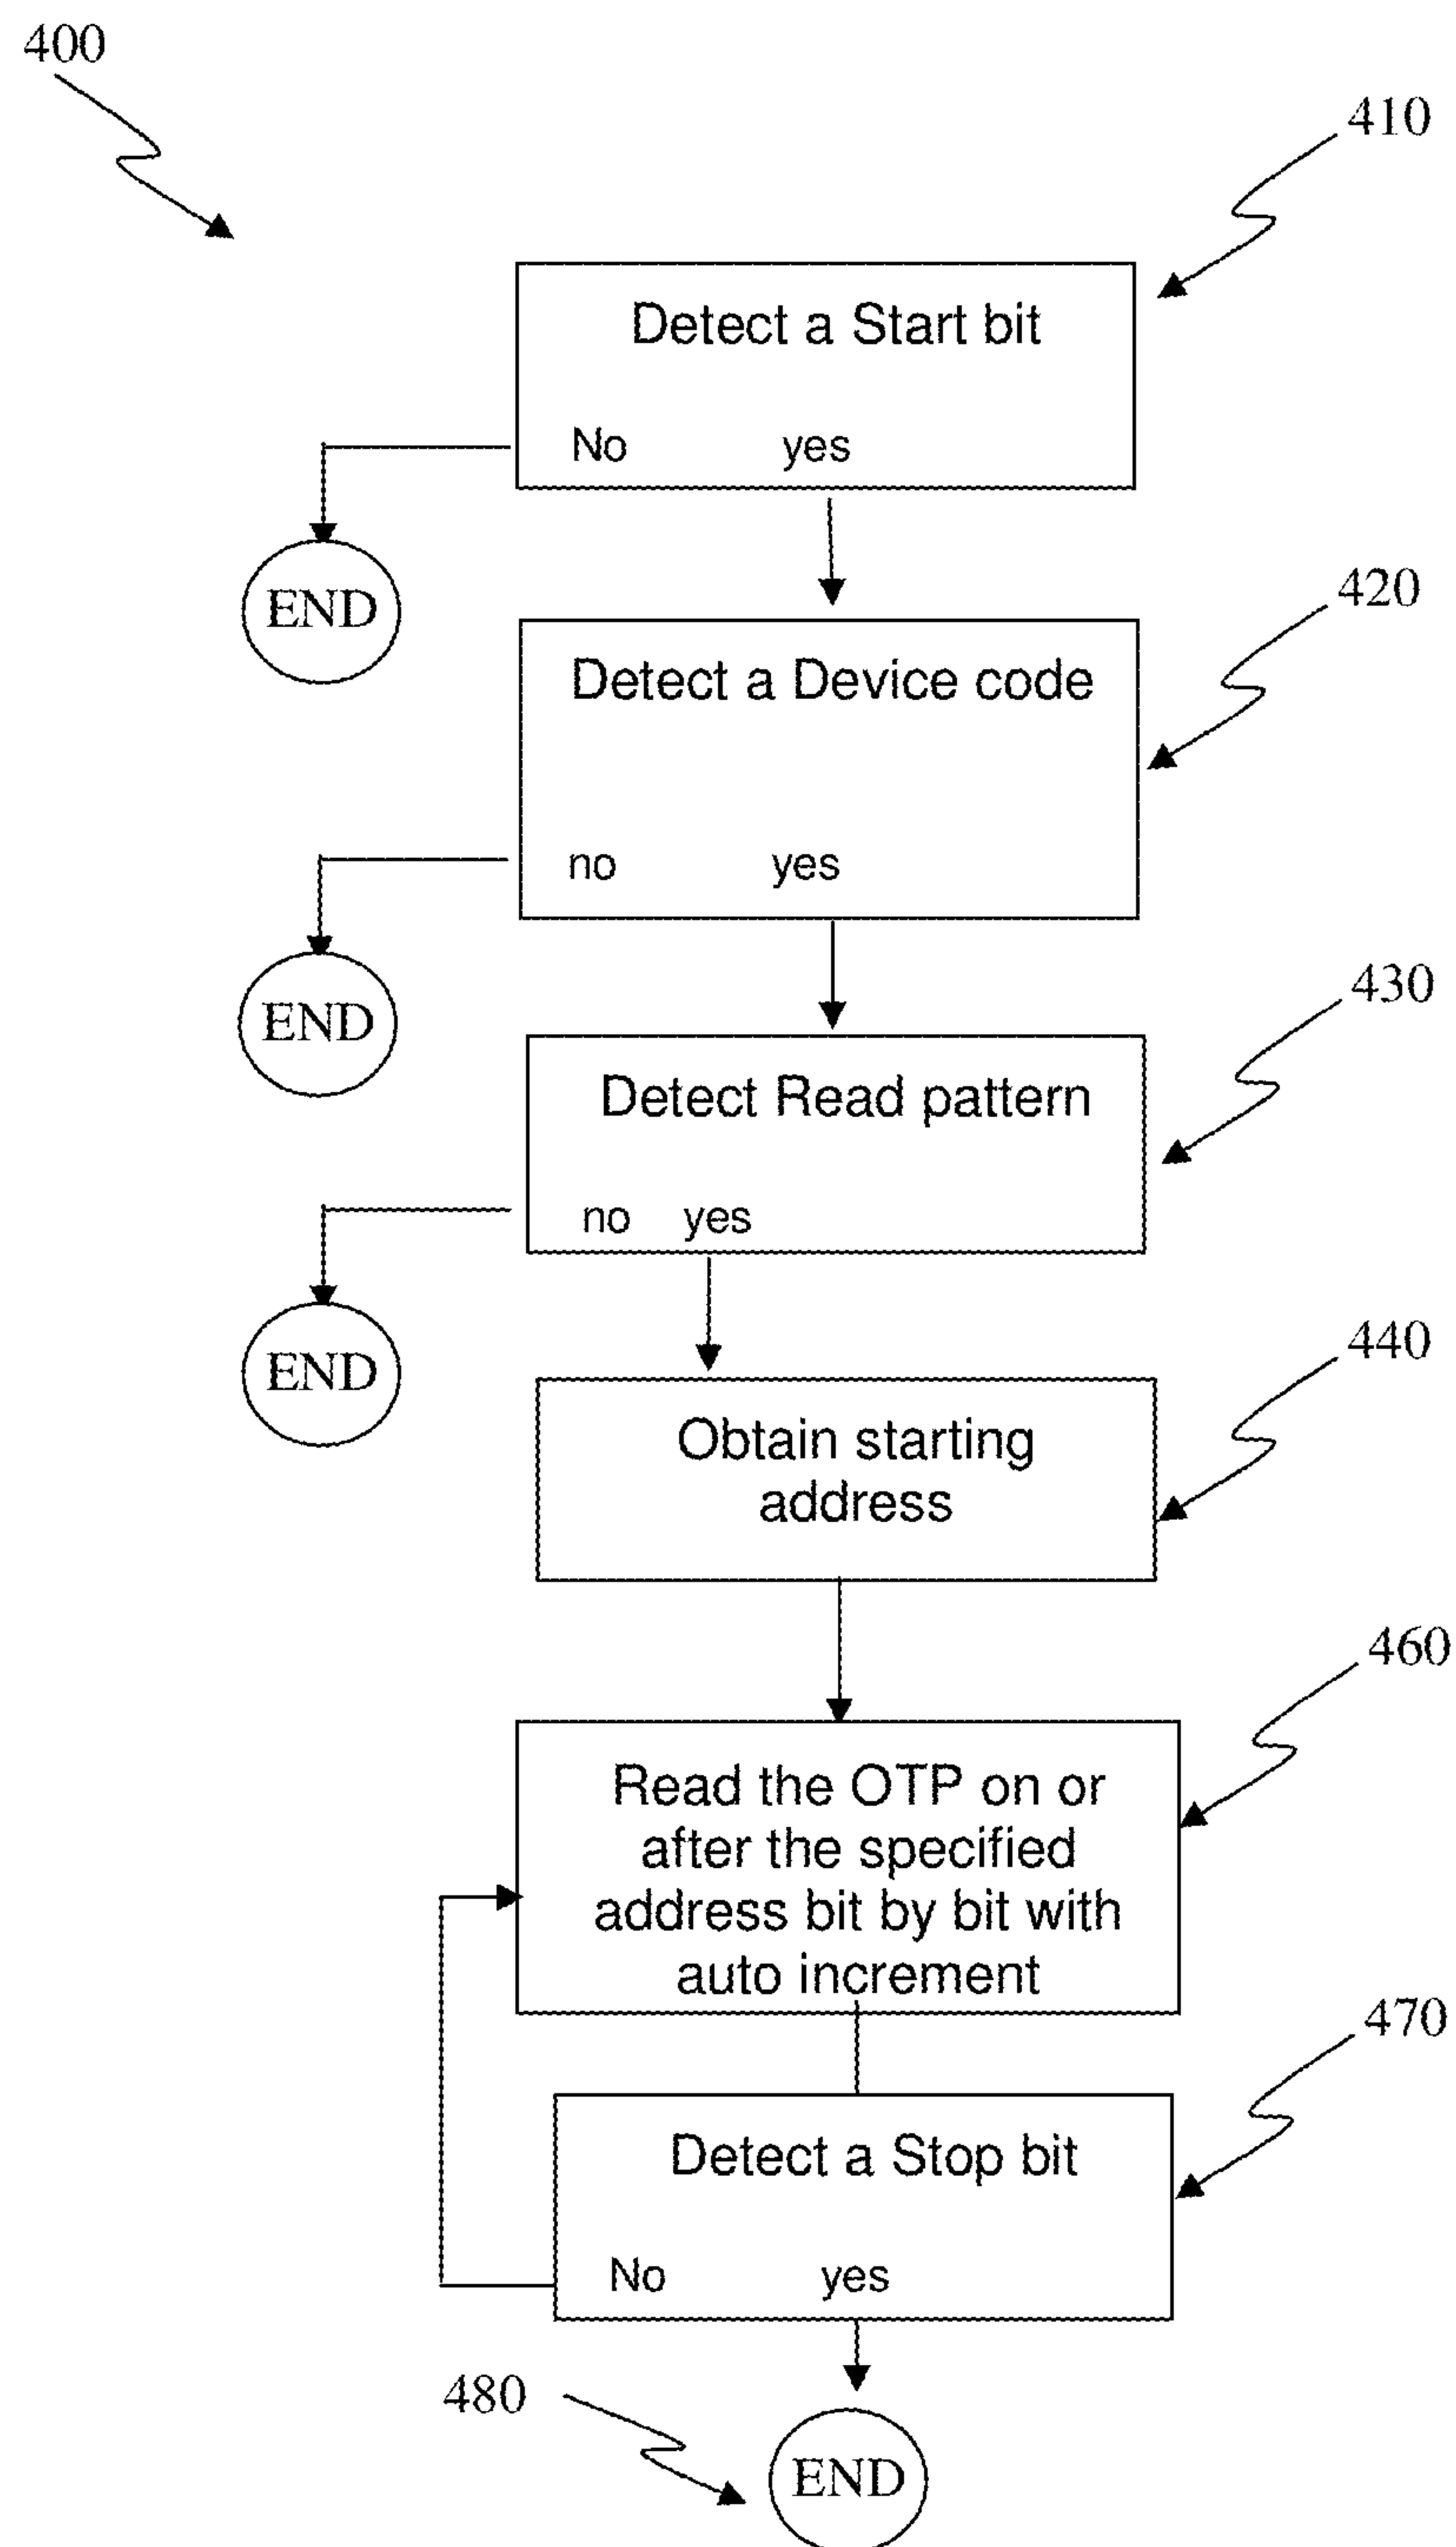 400
410
Detect a Start bit
No yes
END
420
Detect a Device code
no yes
END
430
Detect Read pattern
no yes
END
440
Obtain starting
address
460
Read the OTP on or
after the specified
address bit by bit with
auto increment
470
Detect a Stop bit
No yes
480
END